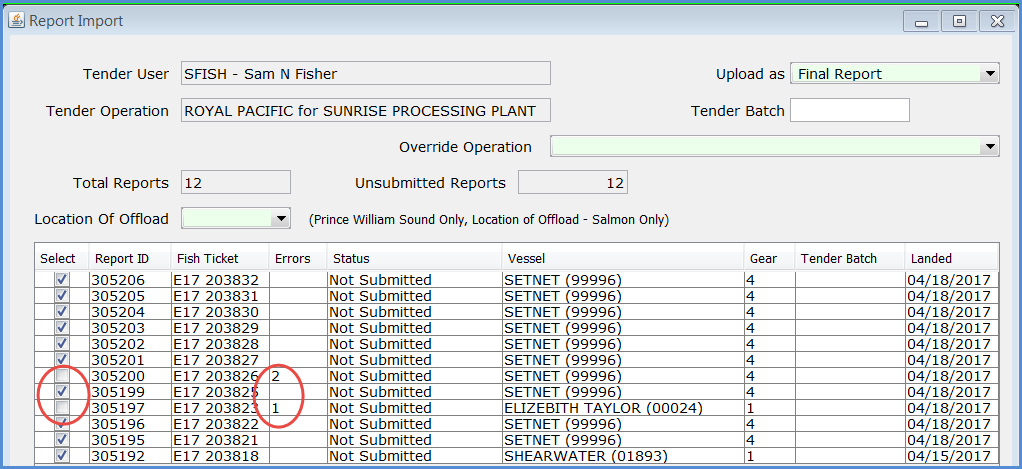 Report Import
Tender User SFISH - Sam N Fisher Upload as Final Report
Tender Operation ROYAL PACIFIC for SUNRISE PROCESSING PLANT Tender Batch
Override Operation
Total Reports 12 Unsubmitted Reports 12
Location Of Offload (Prince William Sound Only, Location of Offload - Salmon Only)
Select Report ID Fish Ticket Errors Status Vessel Gear Tender Batch Landed
305206 E17 203832 Not Submitted SETNET (99996) 4 04/18/2017
305205 E17 203831 Not Submitted SETNET (99996) 4 04/18/2017
305204 E17 203830 Not Submitted SETNET (99996) 4 04/18/2017
305203 E17 203829 Not Submitted SETNET (99996) 4 04/18/2017
305202 E17 203828 Not Submitted SETNET (99996) 4 04/18/2017
305201 E17 203827 Not Submitted SETNET (99996) 4 04/18/2017
305200 E17 203826 2 Not Submitted SETNET (99996) 4 04/18/2017
305199 E17 203825 Not Submitted SETNET (99996) 4 04/18/2017
305197 E17 203823 1 Not Submitted ELIZEBITH TAYLOR (00024) 1 04/18/2017
305196 E17 203822 Not Submitted SETNET (99996) 4 04/18/2017
305195 E17 203821 Not Submitted SETNET (99996) 4 04/18/2017
305192 E17 203818 Not Submitted SHEARWATER (01893) 1 04/15/2017